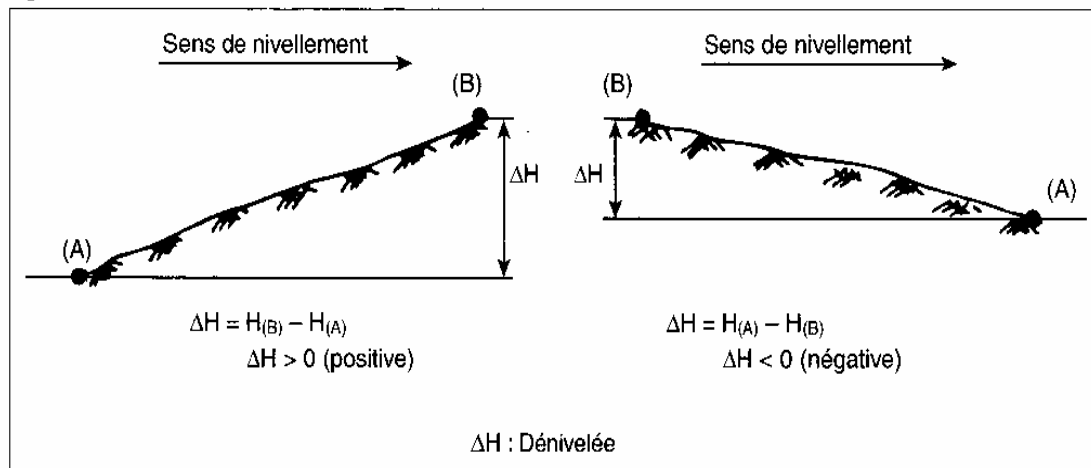 Sens de nivellement
(B)
ΔH
(A)
ΔH = H(B) – H(A)
ΔH > 0 (positive)
Sens de nivellement
(B)
ΔH
(A)
ΔH = H(A) – H(B)
ΔH < 0 (négative)
ΔH : Dénivelée